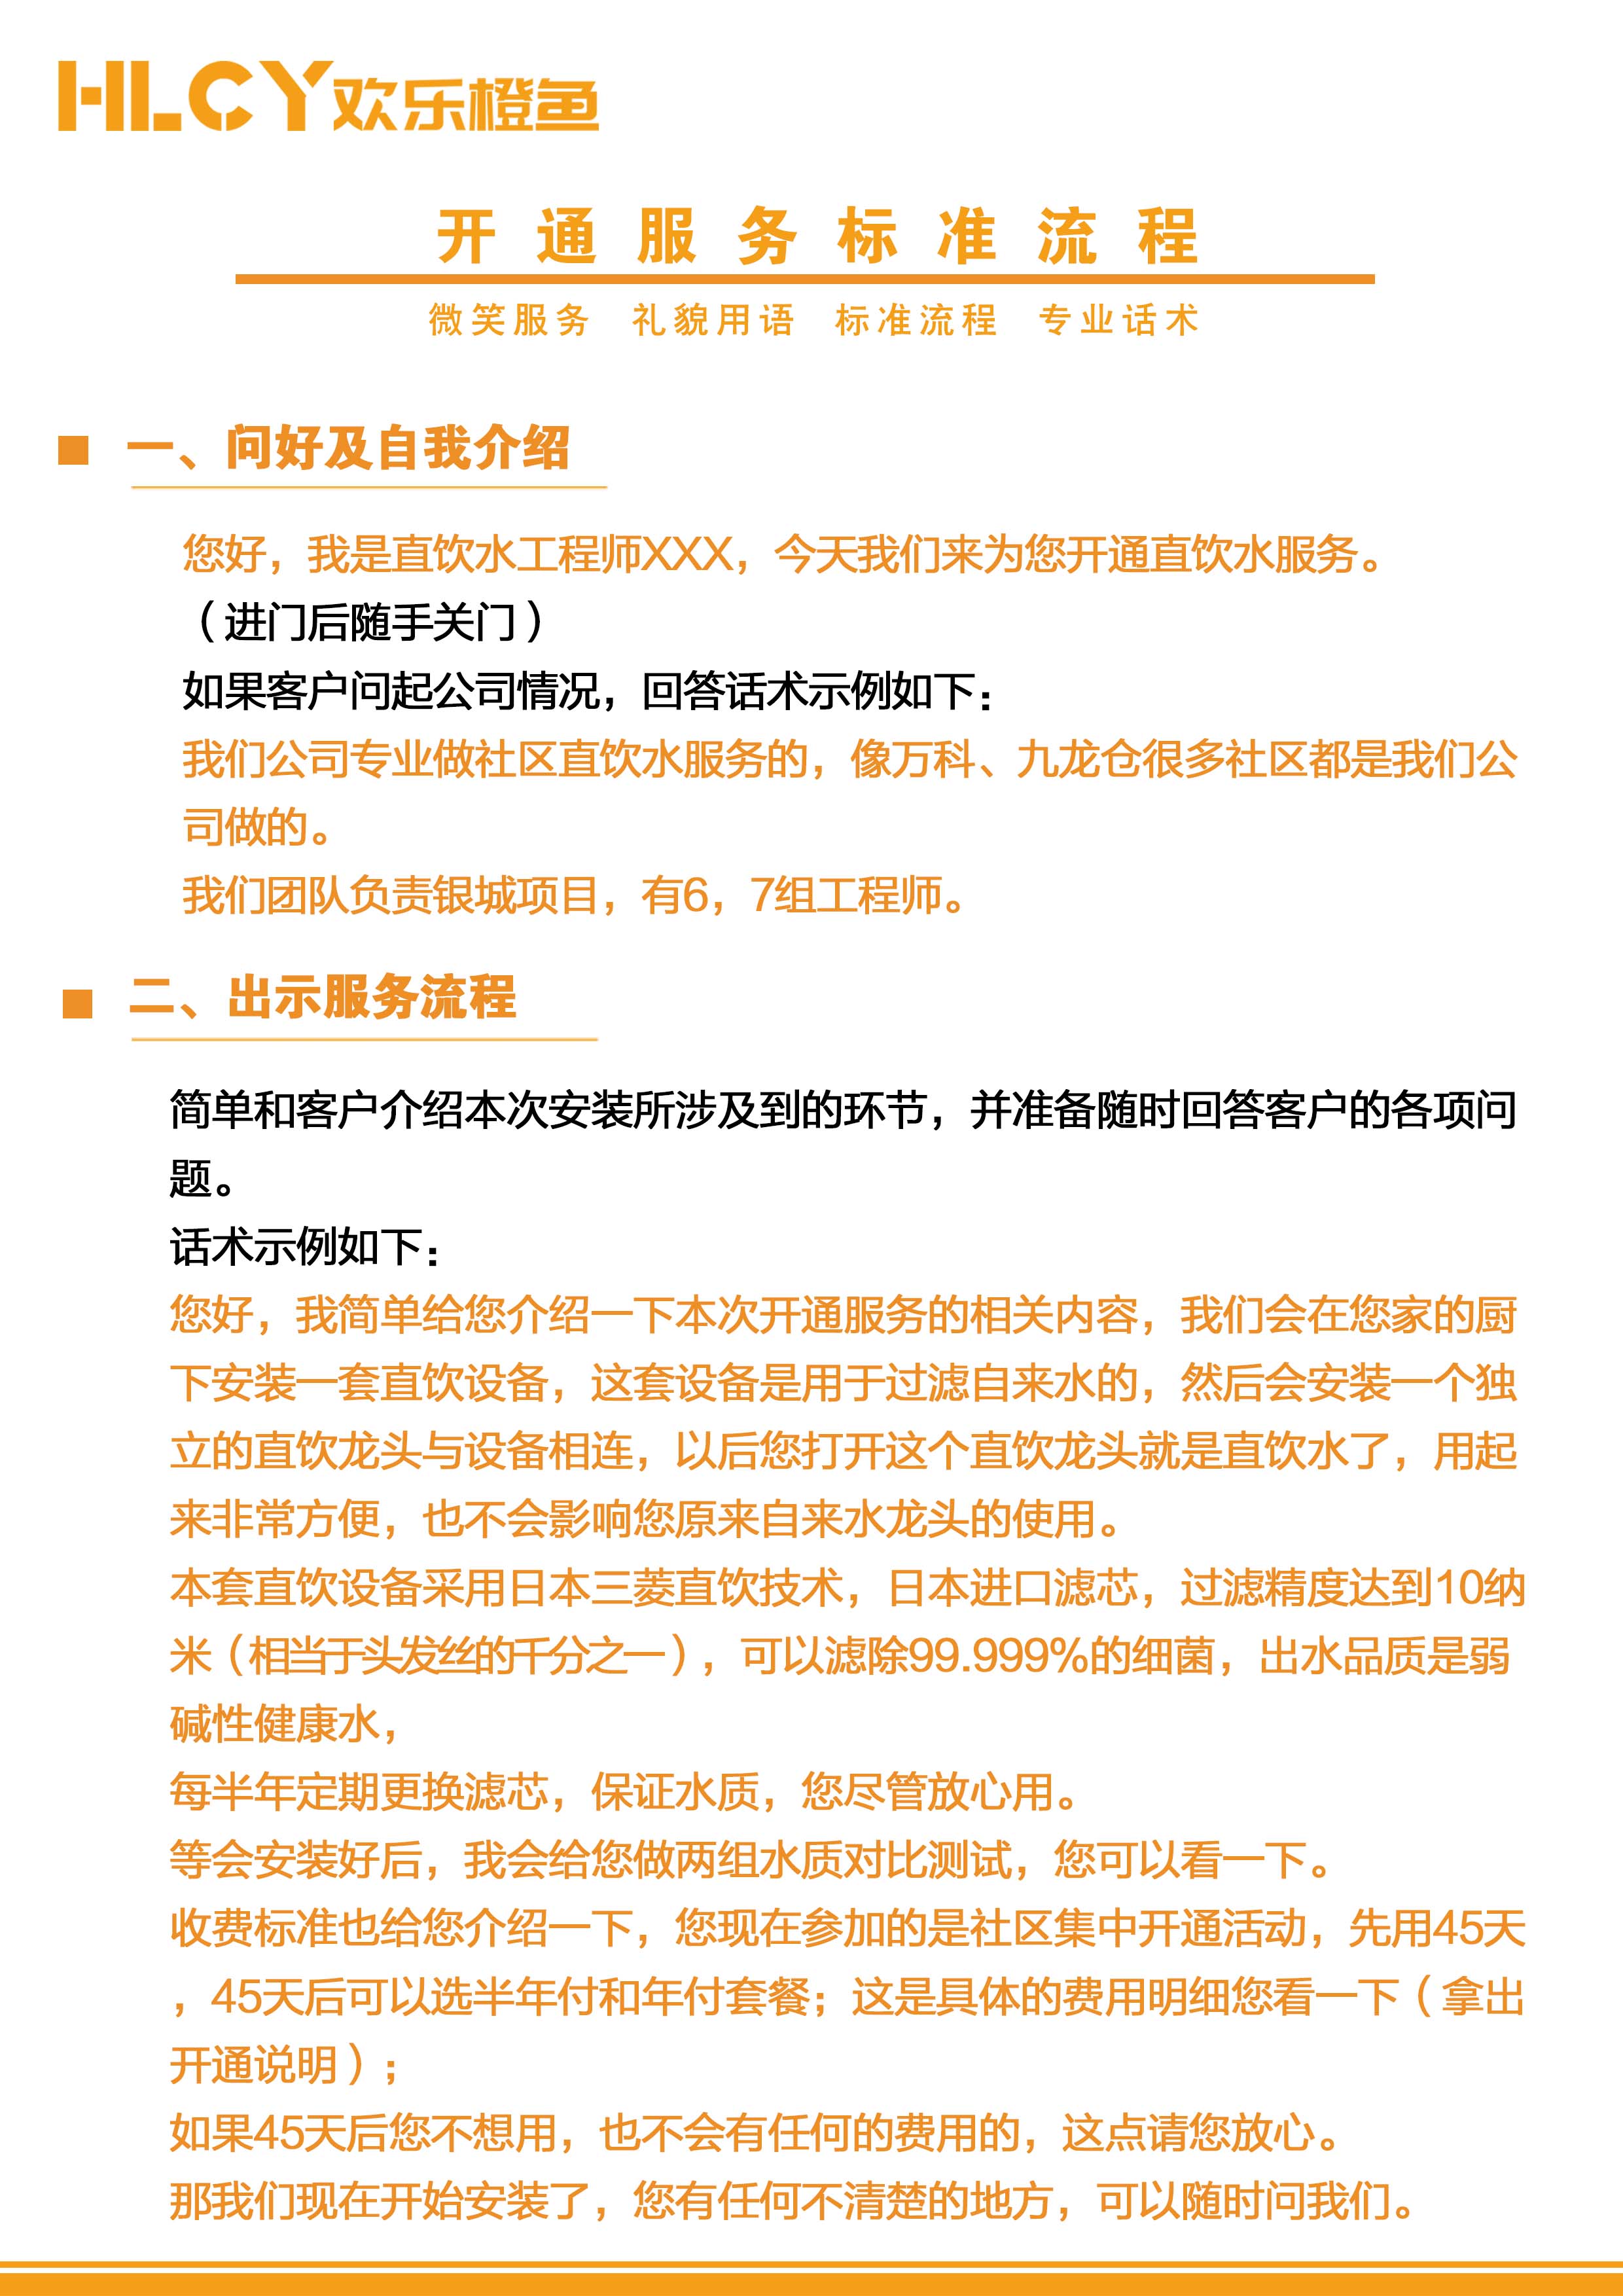 HLCY欢乐橙鱼
开通服务标准流程
微笑服务 礼貌用语 标准流程 专业话术
一、问好及自我介绍
您好，我是直饮水工程师XXX，今天我们来为您开通直饮水服务。
（进门后随手关门）
如果客户问起公司情况，回答话术示例如下：
我们公司专业做社区直饮水服务的，像万科、九龙仓很多社区都是我们公
司做的。
我们团队负责银城项目，有6，7组工程师。
二、出示服务流程
简单和客户介绍本次安装所涉及到的环节，并准备随时回答客户的各项问
题。
话术示例如下：
您好，我简单给您介绍一下本次开通服务的相关内容，我们会在您家的厨
下安装一套直饮设备，这套设备是用于过滤自来水的，然后会安装一个独
立的直饮龙头与设备相连，以后您打开这个直饮龙头就是直饮水了，用起
来非常方便，也不会影响您原来自来水龙头的使用。
本套直饮设备采用日本三菱直饮技术，日本进口滤芯，过滤精度达到10纳
米（相当于头发丝的千分之一），可以滤除99.999%的细菌，出水品质是弱
碱性健康水，
每半年定期更换滤芯，保证水质，您尽管放心用。
等会安装好后，我会给您做两组水质对比测试，您可以看一下。
收费标准也给您介绍一下，您现在参加的是社区集中开通活动，先用45天
，45天后可以选半年付和年付套餐；这是具体的费用明细您看一下（拿出
开通说明）；
如果45天后您不想用，也不会有任何的费用的，这点请您放心。
那我们现在开始安装了，您有任何不清楚的地方，可以随时问我们。